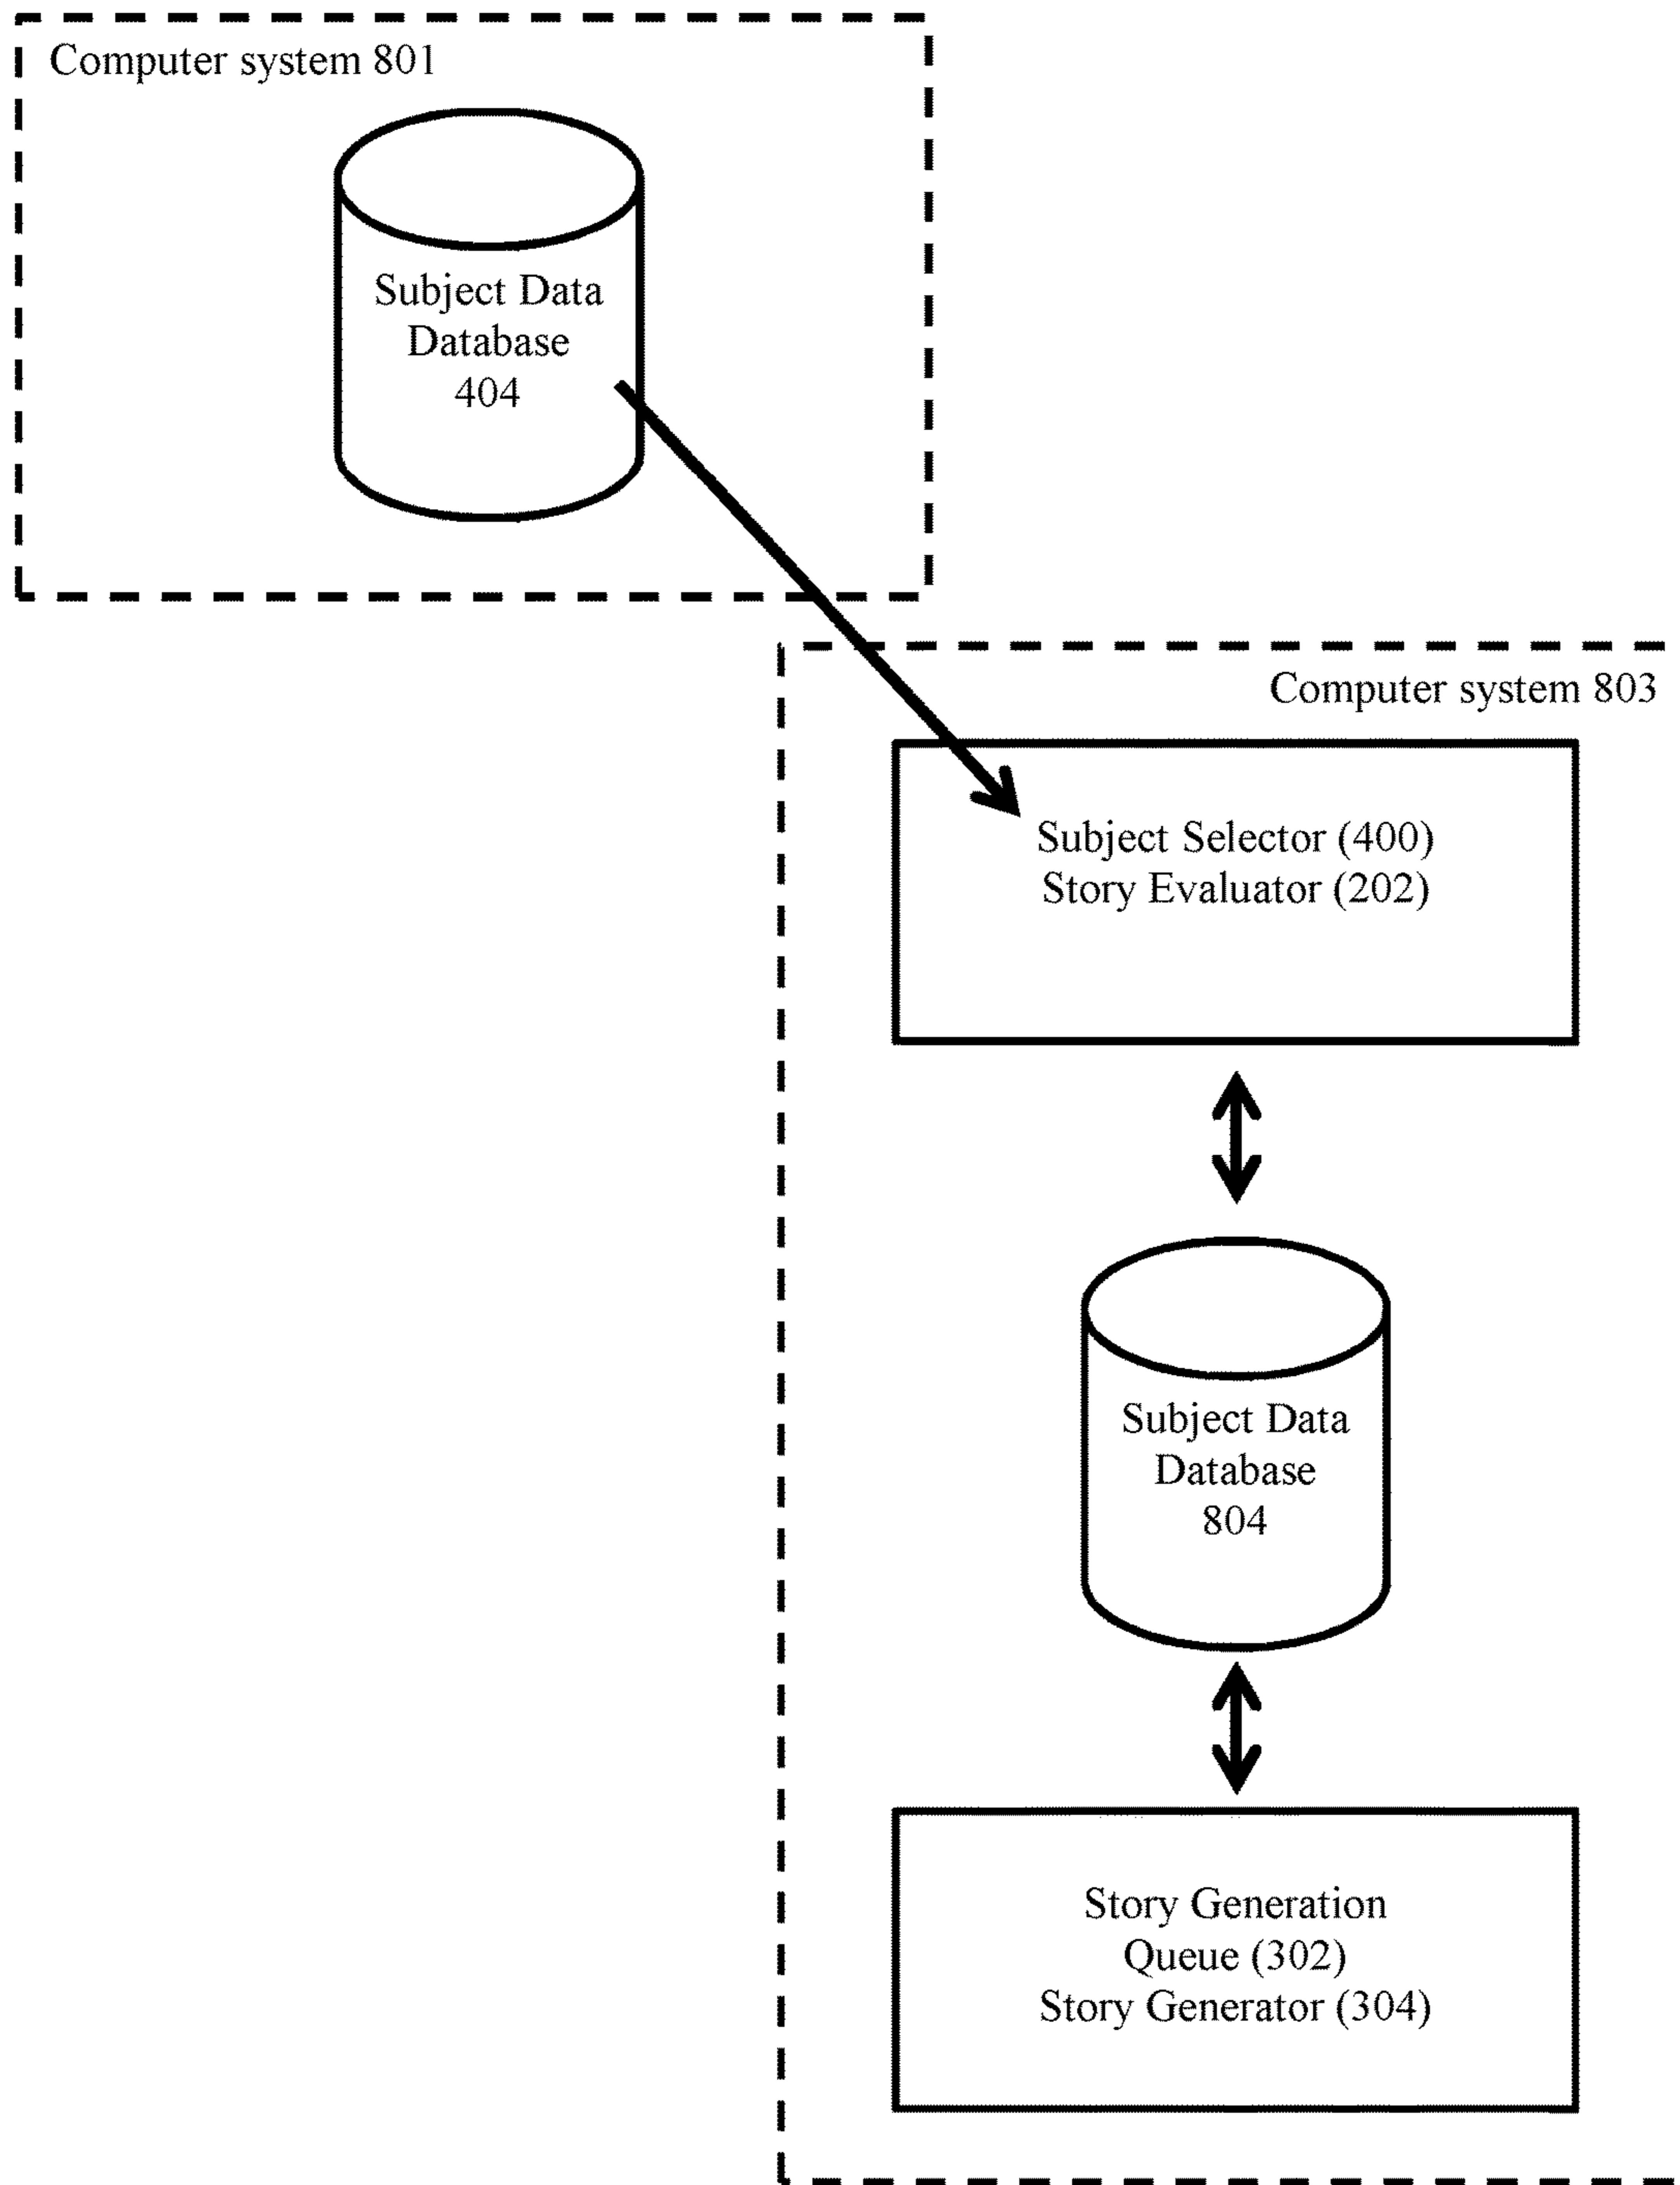 Computer system 801
Subject Data
Database
404
Computer system 803
Subject Selector (400)
Story Evaluator (202)
Subject Data
Database
804
Story Generation
Queue (302)
Story Generator (304)